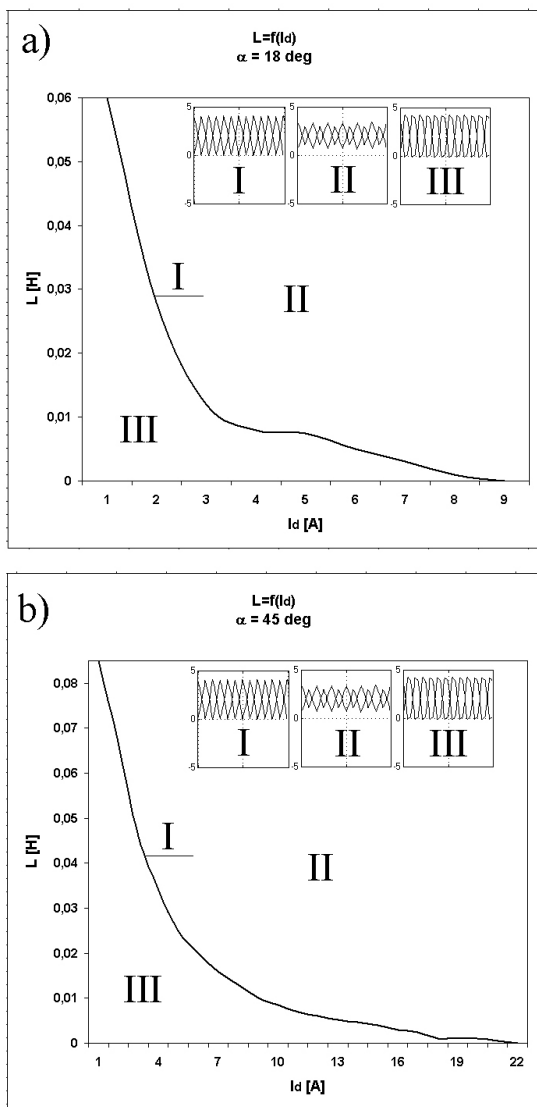 a)
L=f(Id)
α = 18 deg
L [H]
0,06
0,05
0,04
0,03
0,02
0,01
0
5
0
-5
I
5
0
-5
II
5
0
-5
III
I
II
III
1 2 3 4 5 6 7 8 9
Id [A]
b)
L=f(Id)
α = 45 deg
L [H]
0,08
0,07
0,06
0,05
0,04
0,03
0,02
0,01
0
5
0
-5
I
5
0
-5
II
5
0
-5
III
I
II
III
1 4 7 10 13 16 19 22
Id [A]